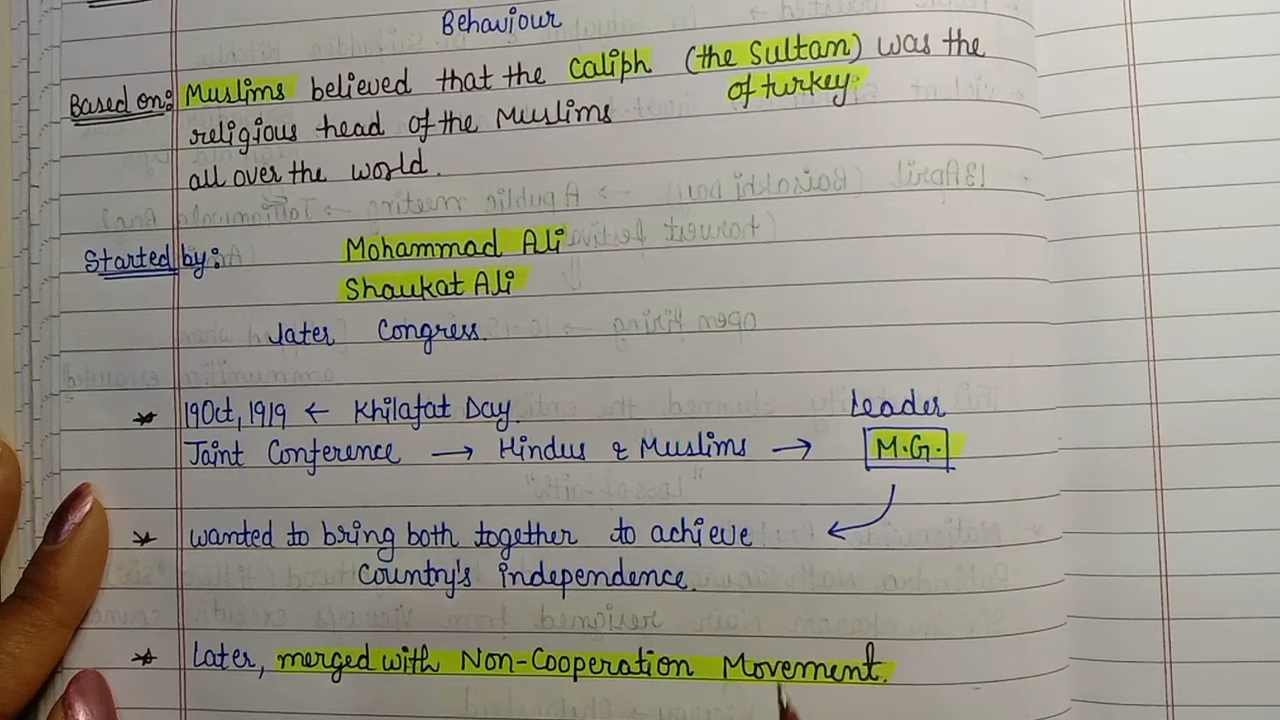 Behaviour
Based on: Muslims believed that the caliph (the Sultan) was the
of turkey.
religious head of the Muslims
all over the world.
Started by: Mohammad Ali
Shaukat Ali
later Congress.
* 19 Oct, 1919 ← Khilafat Day.
Leader
Joint Conference → Hindus & Muslims → M.G.
* wanted to bring both together to achieve
Country's independence.
* Later, merged with Non-Cooperation Movement.